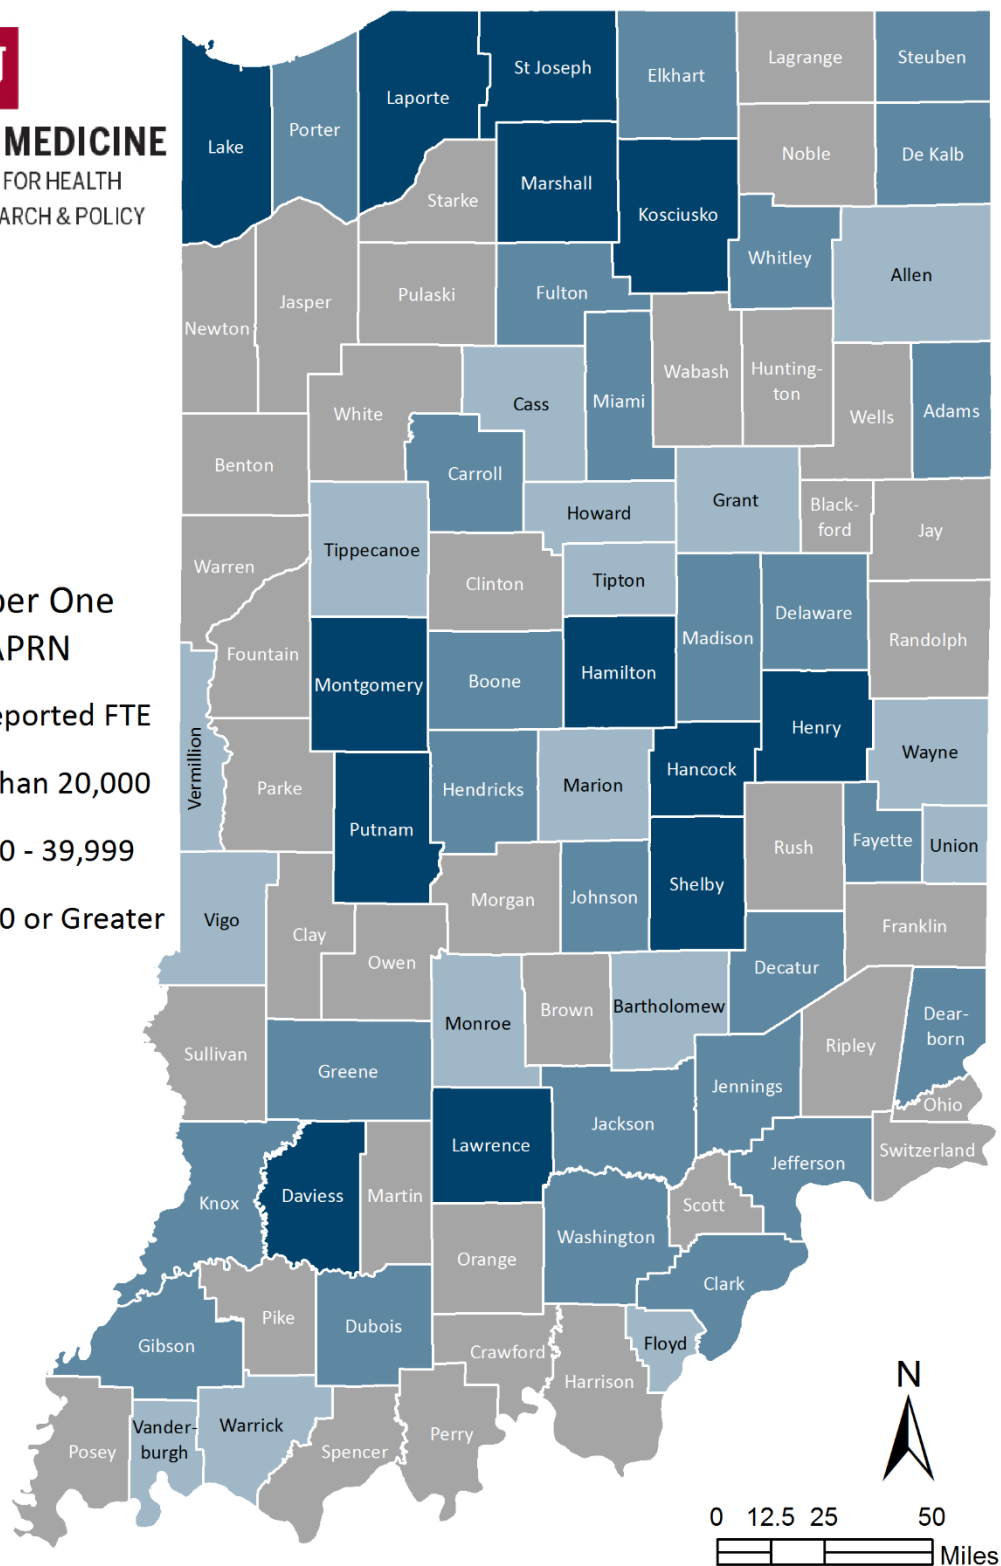 U
MEDICINE
FOR HEALTH
ARCH & POLICY
per One
APRN
eported FTE
han 20,000
0 - 39,999
0 or Greater
Lake
Porter
Laporte
St Joseph
Elkhart
Lagrange
Steuben
Starke
Marshall
Kosciusko
Noble
De Kalb
Whitley
Allen
Newton
Jasper
Pulaski
Fulton
White
Cass
Miami
Wabash
Hunting-
ton
Wells
Adams
Benton
Carroll
Howard
Grant
Black-
ford
Jay
Warren
Tippecanoe
Clinton
Tipton
Madison
Delaware
Randolph
Fountain
Montgomery
Boone
Hamilton
Henry
Wayne
Vermillion
Parke
Putnam
Hendricks
Marion
Hancock
Rush
Fayette
Union
Vigo
Clay
Owen
Morgan
Johnson
Shelby
Decatur
Franklin
Sullivan
Greene
Monroe
Brown
Bartholomew
Jennings
Ripley
Dear-
born
Ohio
Knox
Daviess
Martin
Lawrence
Jackson
Jefferson
Switzerland
Orange
Washington
Scott
Clark
Gibson
Pike
Dubois
Crawford
Harrison
Floyd
Posey
Vander-
burgh
Warrick
Spencer
Perry
N
0 12.5 25 50
Miles